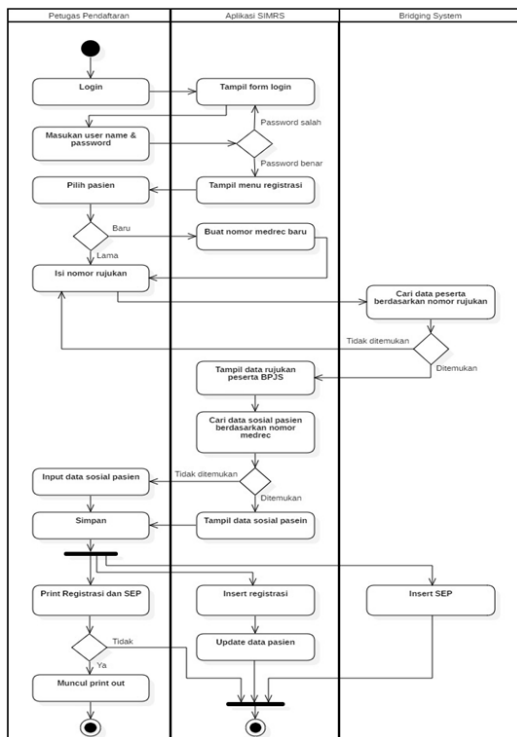 Petugas Pendaftaran
Aplikasi SIMRS
Bridging System
Login
Tampil form login
Password salah
Masukan user name &
password
Password benar
Pilih pasien
Tampil menu registrasi
Baru
Buat nomor medrec baru
Lama
Isi nomor rujukan
Cari data peserta
berdasarkan nomor rujukan
Tidak ditemukan
Ditemukan
Tampil data rujukan
peserta BPJS
Cari data sosial pasien
berdasarkan nomor
medrec
Input data sosial pasien
Tidak ditemukan
Ditemukan
Simpan
Tampil data sosial pasein
Print Registrasi dan SEP
Insert registrasi
Insert SEP
Tidak
Update data pasien
Ya
Muncul print out